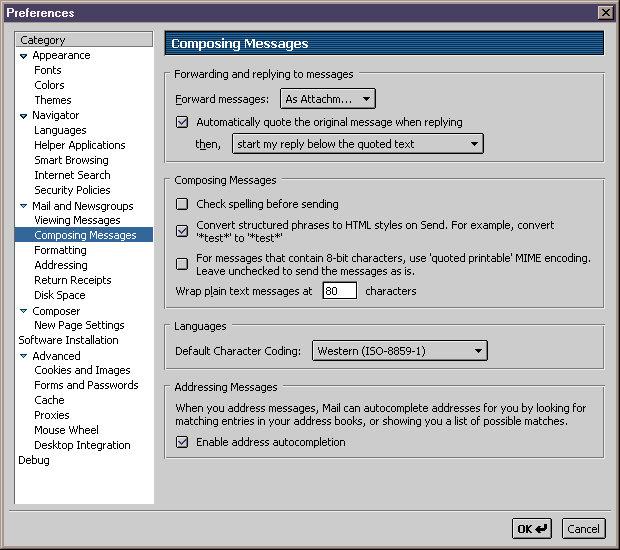 Preferences
Category
Appearance
Fonts
Colors
Themes
Navigator
Languages
Helper Applications
Smart Browsing
Internet Search
Security Policies
Mail and Newsgroups
Viewing Messages
Composing Messages
Formatting
Addressing
Return Receipts
Disk Space
Composer
New Page Settings
Software Installation
Advanced
Cookies and Images
Forms and Passwords
Cache
Proxies
Mouse Wheel
Desktop Integration
Debug
Composing Messages
Forwarding and replying to messages
Forward messages: As Attachm...
Automatically quote the original message when replying
then, start my reply below the quoted text
Composing Messages
Check spelling before sending
Convert structured phrases to HTML styles on Send. For example, convert
'*test*' to '*test*'
For messages that contain 8-bit characters, use 'quoted printable' MIME encoding.
Leave unchecked to send the messages as is.
Wrap plain text messages at 80 characters
Languages
Default Character Coding: Western (ISO-8859-1)
Addressing Messages
When you address messages, Mail can autocomplete addresses for you by looking for
matching entries in your address books, or showing you a list of possible matches.
Enable address autocompletion
OK Cancel